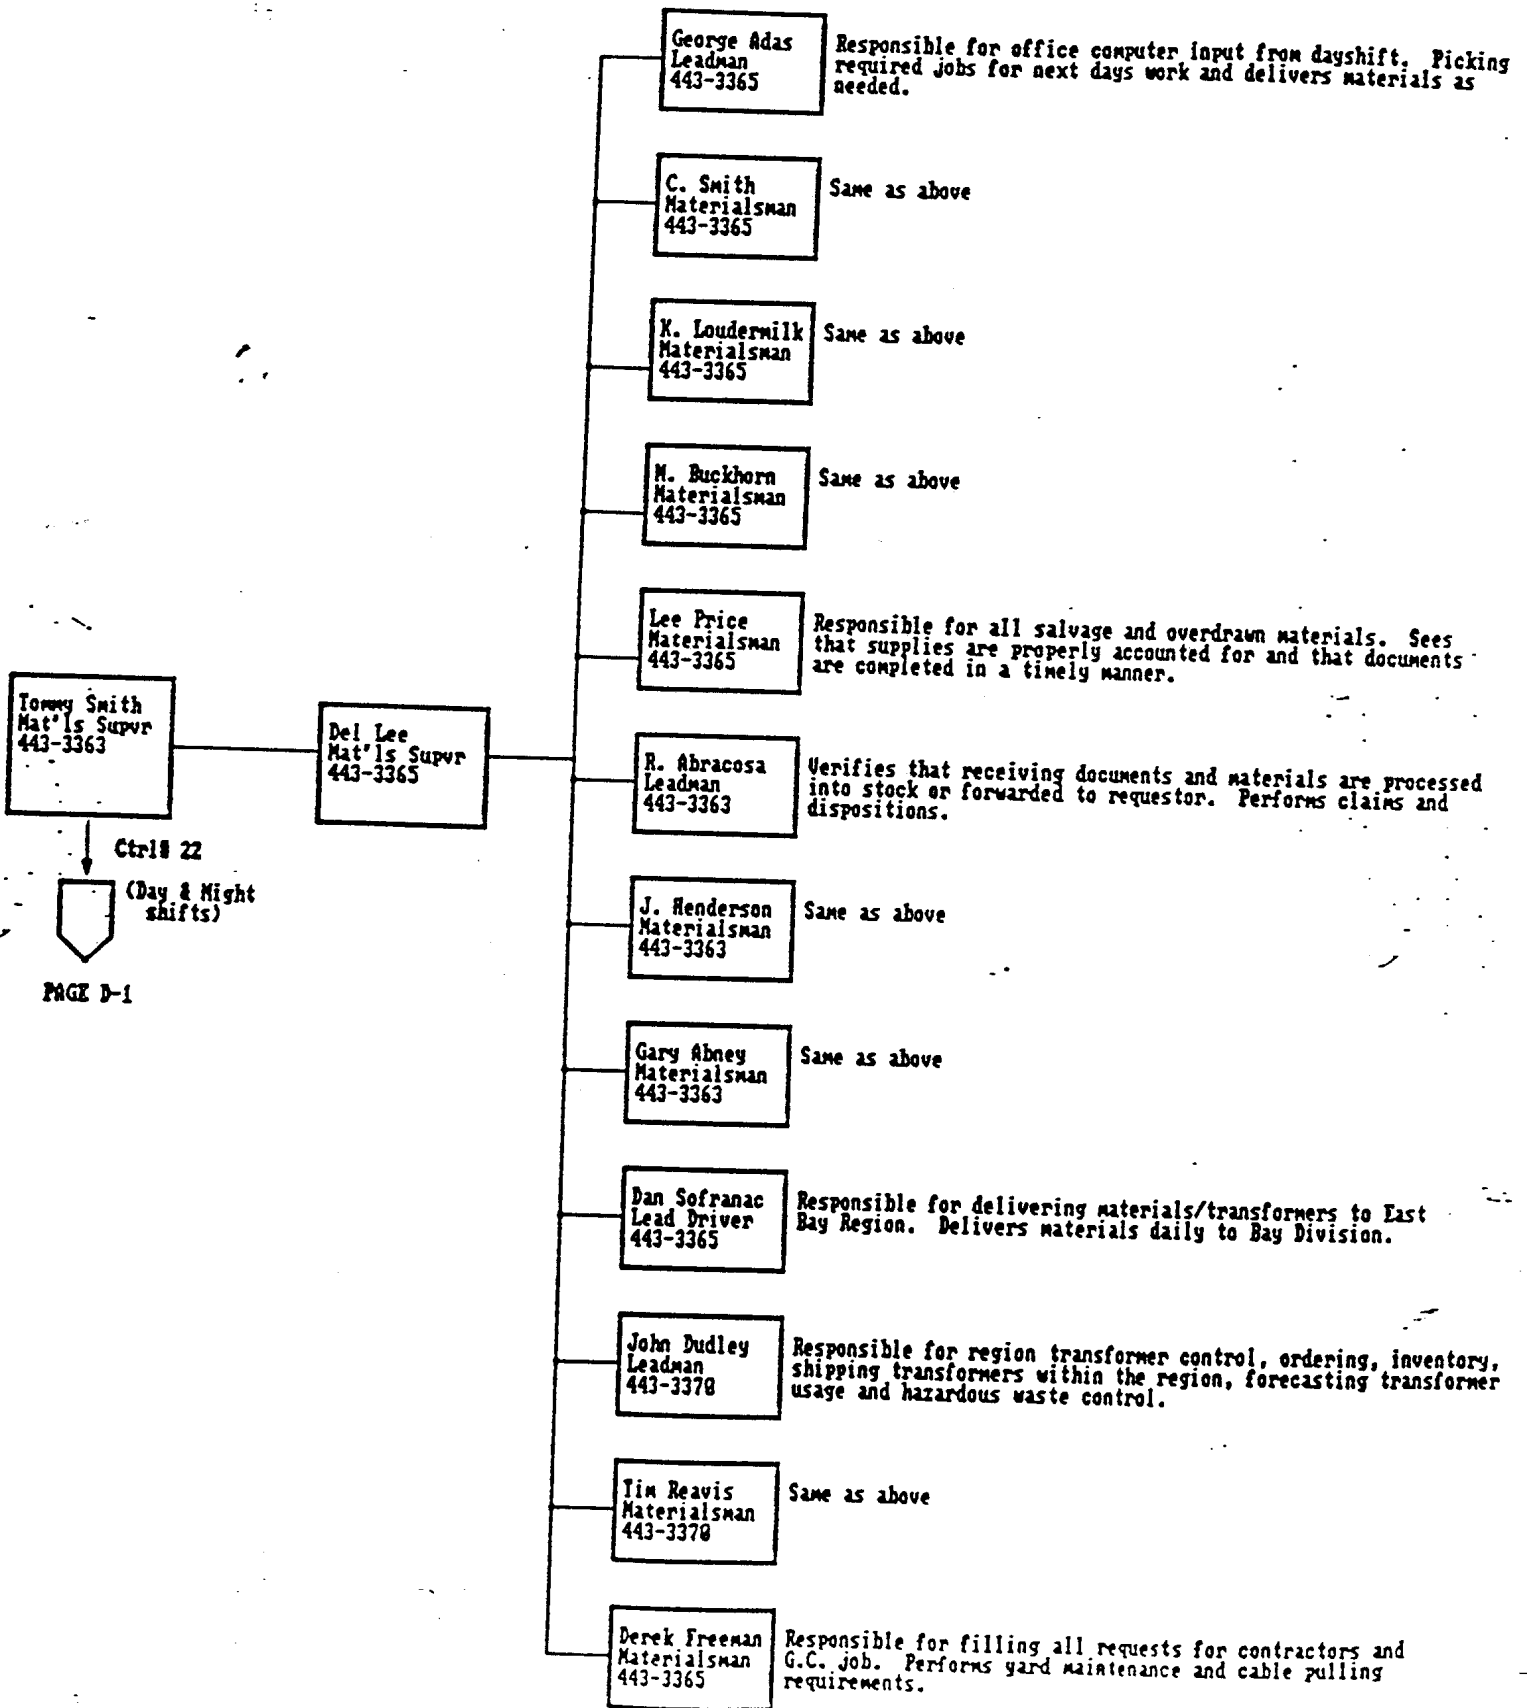 George Adas
Leadman
443-3365
Responsible for office computer input from dayshift. Picking
required jobs for next days work and delivers materials as
needed.
C. Smith
Materialsman
443-3365
Same as above
K. Loudermilk
Materialsman
443-3365
Same as above
M. Buckhorn
Materialsman
443-3365
Same as above
Lee Price
Materialsman
443-3365
Responsible for all salvage and overdrawn materials. Sees
that supplies are properly accounted for and that documents
are completed in a timely manner.
Tommy Smith
Mat'ls Supvr
443-3363
Del Lee
Mat'ls Supvr
443-3365
R. Abracosa
Leadman
443-3363
Verifies that receiving documents and materials are processed
into stock or forwarded to requestor. Performs claims and
dispositions.
Ctrl# 22
(Day & Night
shifts)
PAGE D-1
J. Henderson
Materialsman
443-3363
Same as above
Gary Abney
Materialsman
443-3363
Same as above
Dan Sofranac
Lead Driver
443-3365
Responsible for delivering materials/transformers to East
Bay Region. Delivers materials daily to Bay Division.
John Dudley
Leadman
443-3370
Responsible for region transformer control, ordering, inventory,
shipping transformers within the region, forecasting transformer
usage and hazardous waste control.
Tim Reavis
Materialsman
443-3370
Same as above
Derek Freeman
Materialsman
443-3365
Responsible for filling all requests for contractors and
G.C. job. Performs yard maintenance and cable pulling
requirements.